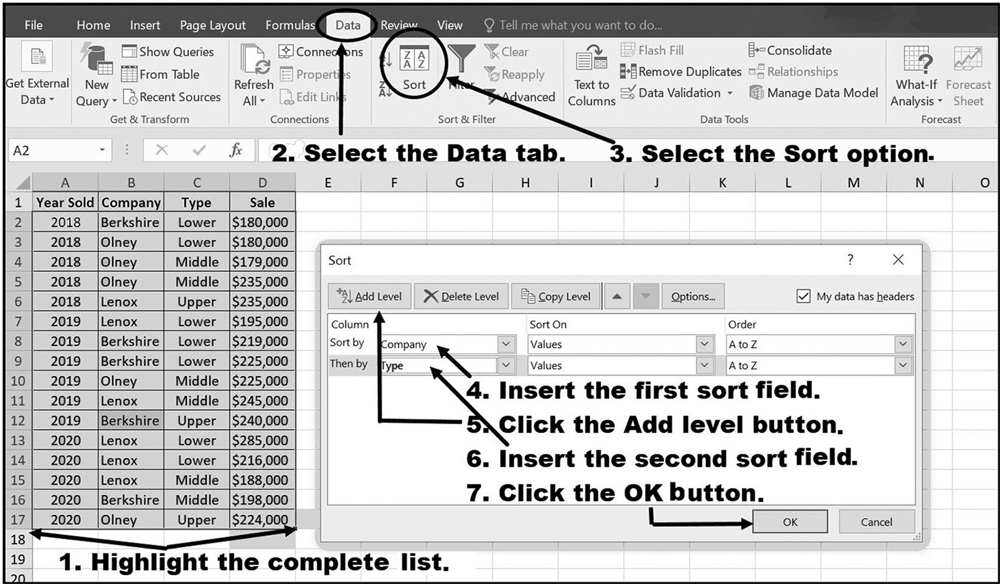 File Home Insert Page Layout Formulas Data Review View Tell me what you want to do...
Get External Data
New Query
Show Queries
From Table
Recent Sources
Get & Transform
Refresh All
Connections
Properties
Edit Links
Connections
Z A
A Z
Sort
Filter
Clear
Reapply
Advanced
Sort & Filter
Text to Columns
Flash Fill
Remove Duplicates
Data Validation
Consolidate
Relationships
Manage Data Model
Data Tools
What-If Analysis
Forecast Sheet
Forecast
A2 fx
2. Select the Data tab.
3. Select the Sort option.
A B C D E F G H I J K L M N O
1 Year Sold Company Type Sale
2 2018 Berkshire Lower $180,000
3 2018 Olney Lower $180,000
4 2018 Olney Middle $179,000
5 2018 Olney Middle $235,000
6 2018 Lenox Upper $235,000
7 2019 Lenox Lower $195,000
8 2019 Berkshire Lower $219,000
9 2019 Berkshire Lower $225,000
10 2019 Olney Middle $225,000
11 2019 Lenox Middle $245,000
12 2019 Berkshire Upper $240,000
13 2020 Lenox Lower $285,000
14 2020 Lenox Lower $216,000
15 2020 Lenox Middle $188,000
16 2020 Berkshire Middle $198,000
17 2020 Olney Upper $224,000
18
19
20
1. Highlight the complete list.
Sort ?
Add Level Delete Level Copy Level Options... My data has headers
Column Sort On Order
Sort by Company Values A to Z
Then by Type Values A to Z
4. Insert the first sort field.
5. Click the Add level button.
6. Insert the second sort field.
7. Click the OK button.
OK Cancel